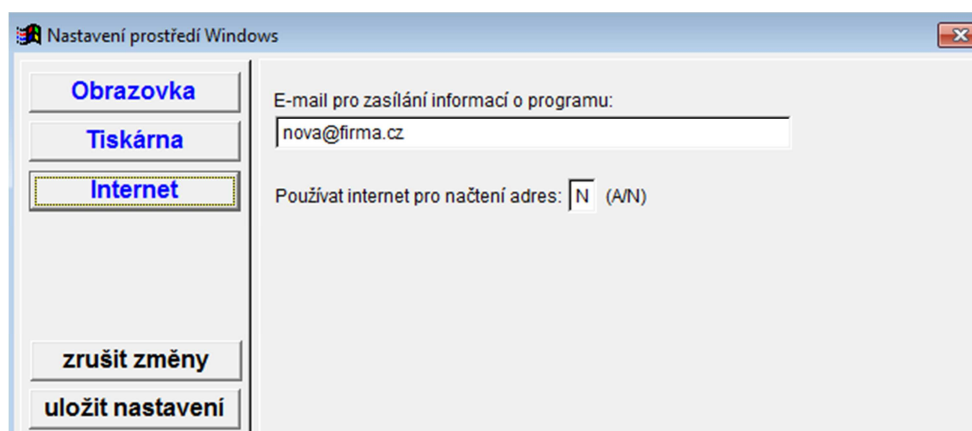 Nastavení prostředí Windows
Obrazovka
Tiskárna
Internet
zrušit změny
uložit nastavení
E-mail pro zasílání informací o programu:
nova@firma.cz
Používat internet pro načtení adres: N (A/N)